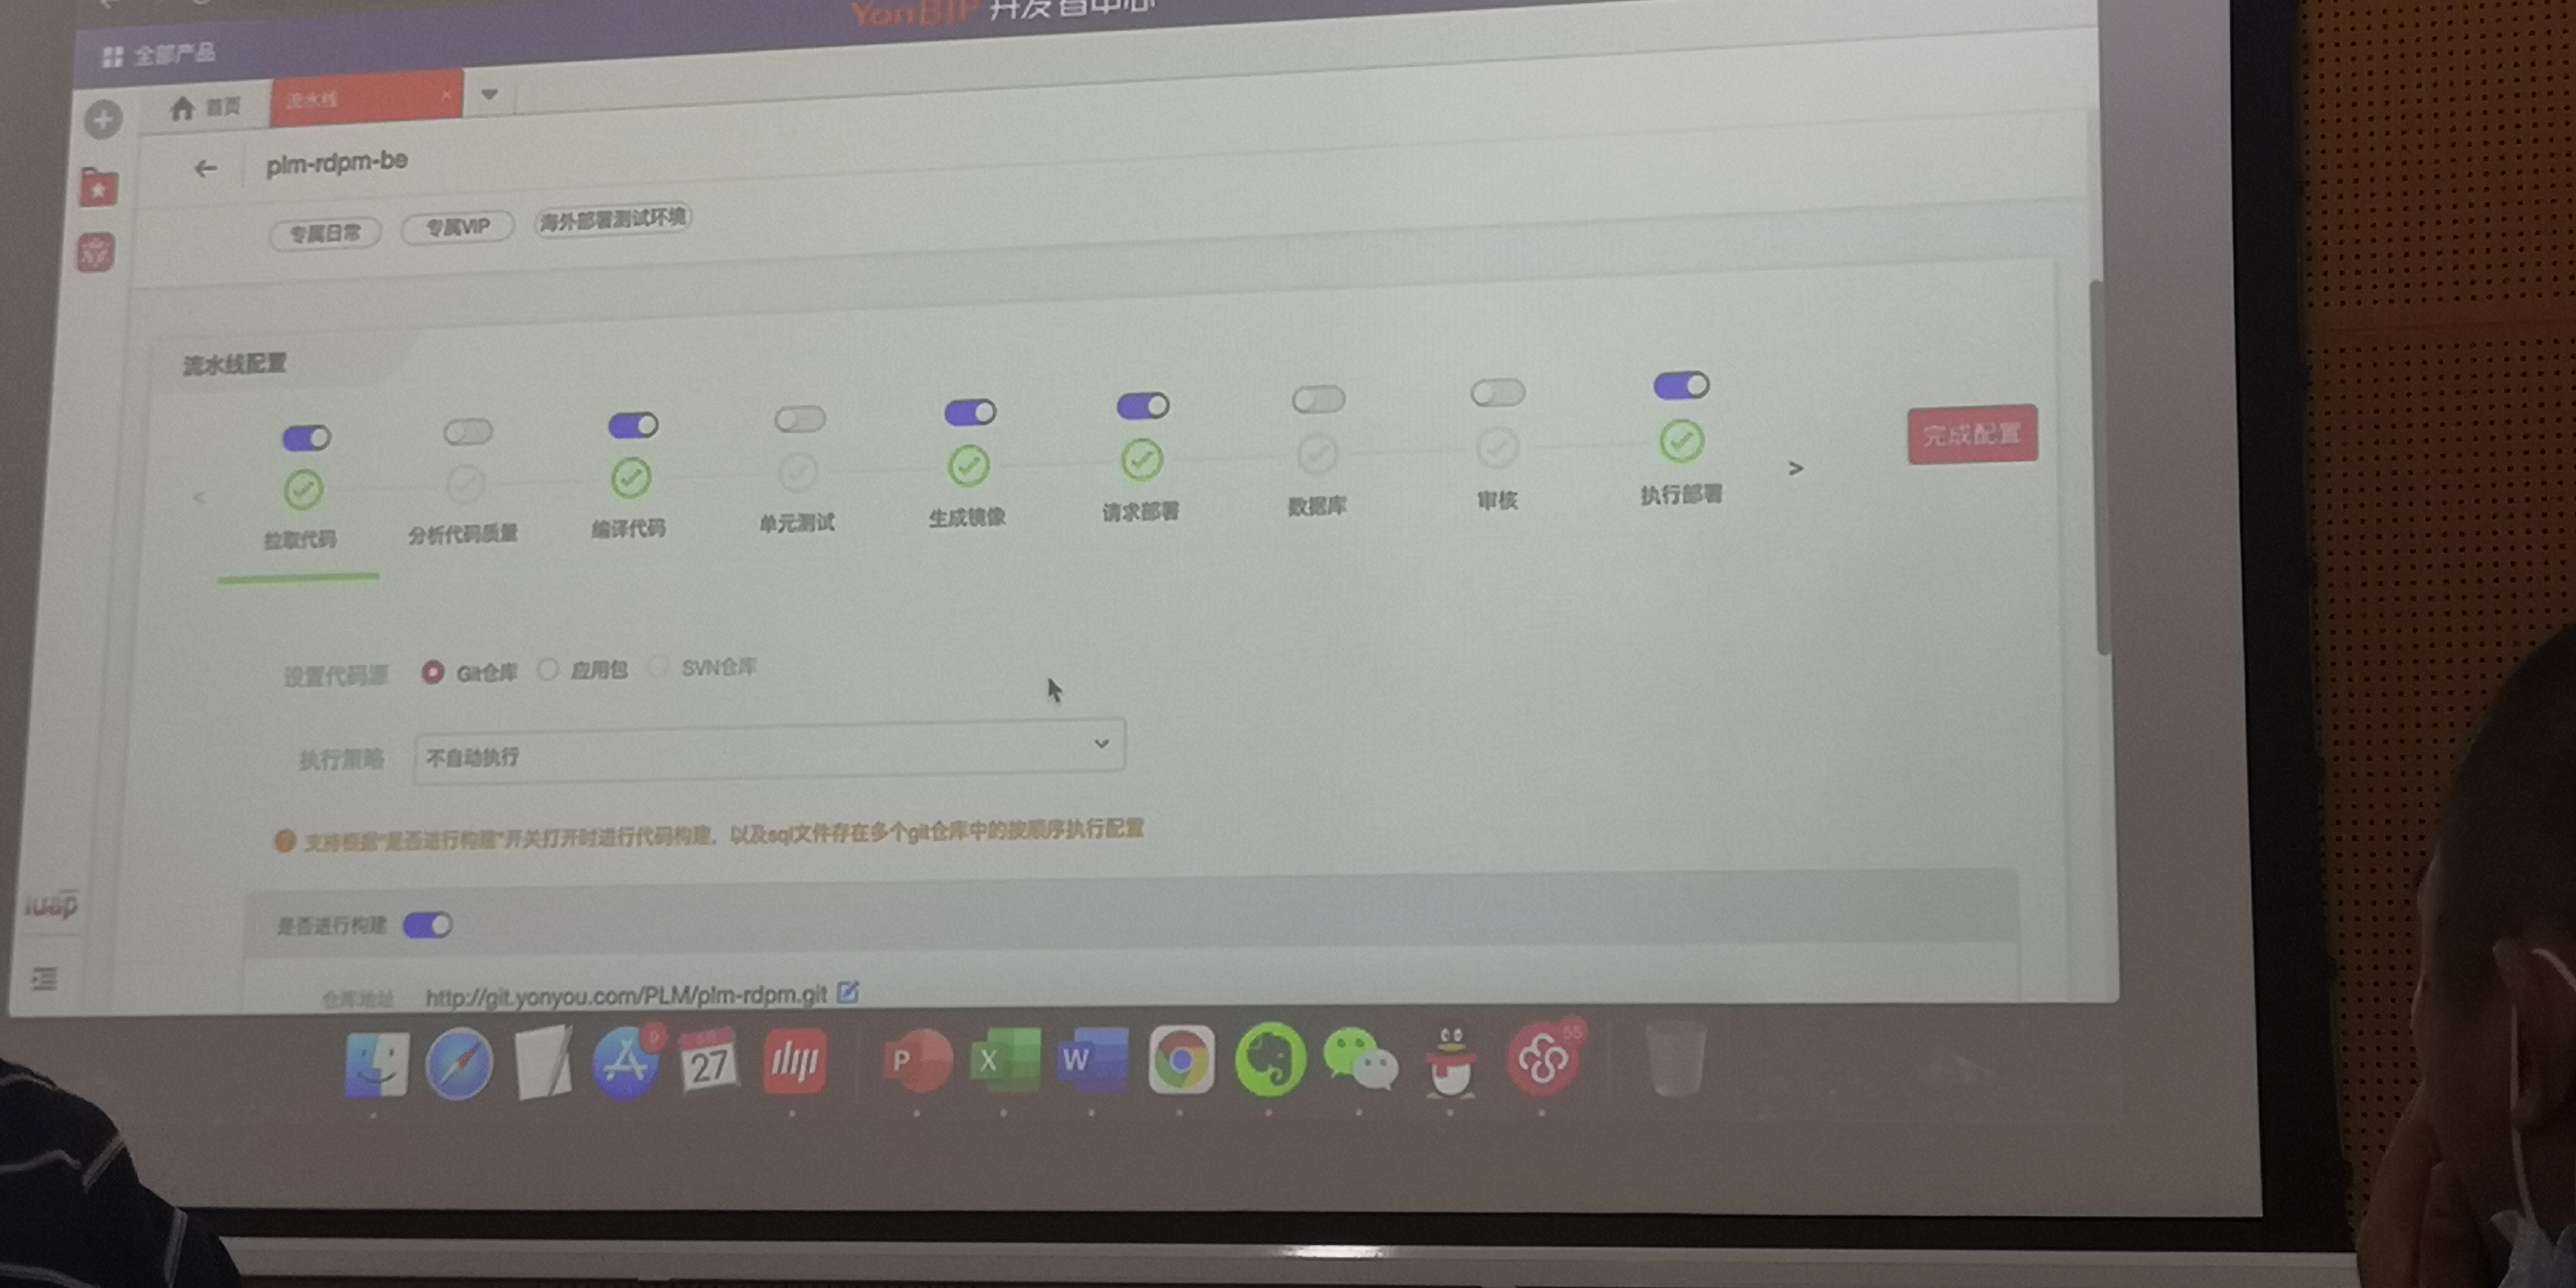 YonBIP 开发者中心
全部产品
首页
流水线
plm-rdpm-be
专属日常 专属VIP 海外部署测试环境
流水线配置
拉取代码 分析代码质量 编译代码 单元测试 生成镜像 请求部署 数据库 审核 执行部署
完成配置
设置代码源 Git仓库 应用包 SVN仓库
执行策略 不自动执行
支持根据"是否进行构建"开关打开时进行代码构建，以及sql文件存在多个git仓库中的按顺序执行配置
iuap
是否进行构建
仓库地址 http://git.yonyou.com/PLM/plm-rdpm.git
9
27
P
X
W
55